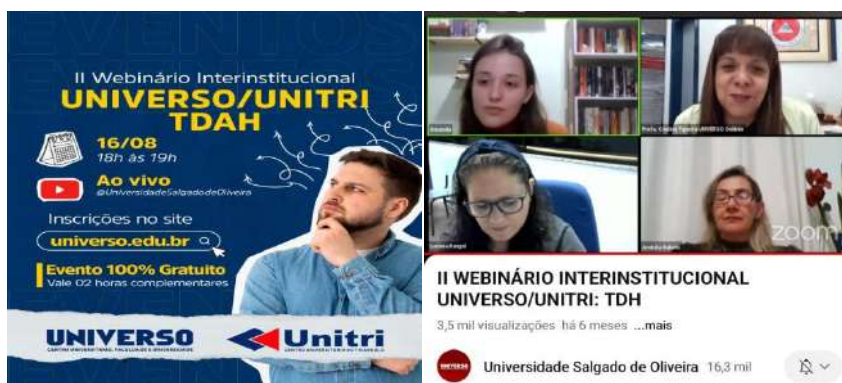 EVENTOS
II Webinário Interinstitucional
UNIVERSO/UNITRI
TDAH
16/08
18h às 19h
Ao vivo
@UniversidadeSalgadodeOliveira
Inscrições no site
universo.edu.br
Evento 100% Gratuito
Vale 02 horas complementares
UNIVERSO
Unitri
Amanda
zoom
II WEBINÁRIO INTERINSTITUCIONAL
UNIVERSO/UNITRI: TDH
3,5 mil visualizações há 6 meses ...mais
UNIVERSO
Universidade Salgado de Oliveira 16,3 mil